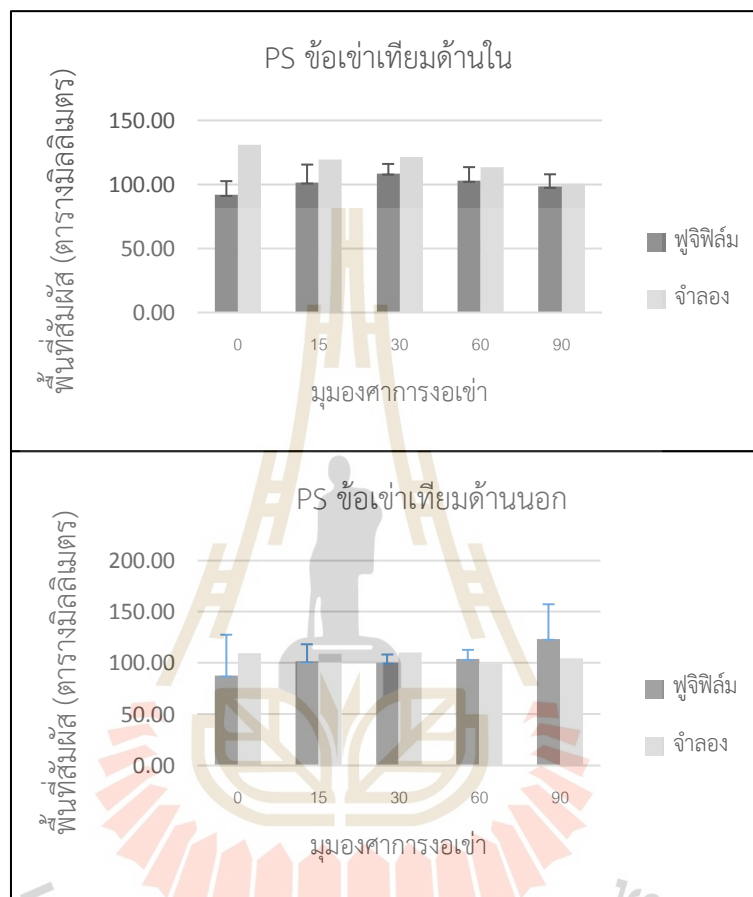 PS ข้อเข่าเทียมด้านใน
พื้นที่สัมผัส (ตารางมิลลิเมตร)
150.00
100.00
50.00
0.00
0 15 30 60 90
มุมองศาการงอเข่า
ฟูจิฟิล์ม
จำลอง
PS ข้อเข่าเทียมด้านนอก
พื้นที่สัมผัส (ตารางมิลลิเมตร)
200.00
150.00
100.00
50.00
0.00
0 15 30 60 90
มุมองศาการงอเข่า
ฟูจิฟิล์ม
จำลอง